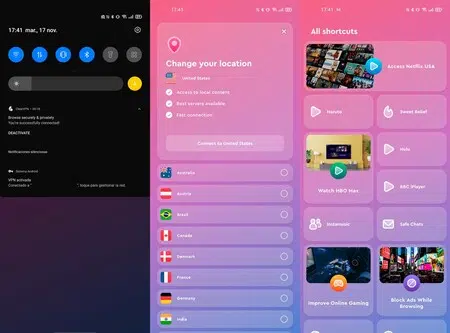 17:41 mar., 17 nov.
Browse securely & privately
You're successfully connected!
DEACTIVATE
Notificaciones silenciosas
Sistema Android
VPN activada
Conectado a "
". Toque para gestionar la red.
17:41
Change your location
United States
Access to local content
Best servers available
Fast connection
Connect to United States
Australia
Austria
Brazil
Canada
Denmark
France
Germany
India
17:41
All shortcuts
Access Netflix USA
Sweet Relief
Watch HBO Max
Hulu
BBC iPlayer
Safe Chats
Improve Online Gaming
Block Ads While
Browsing